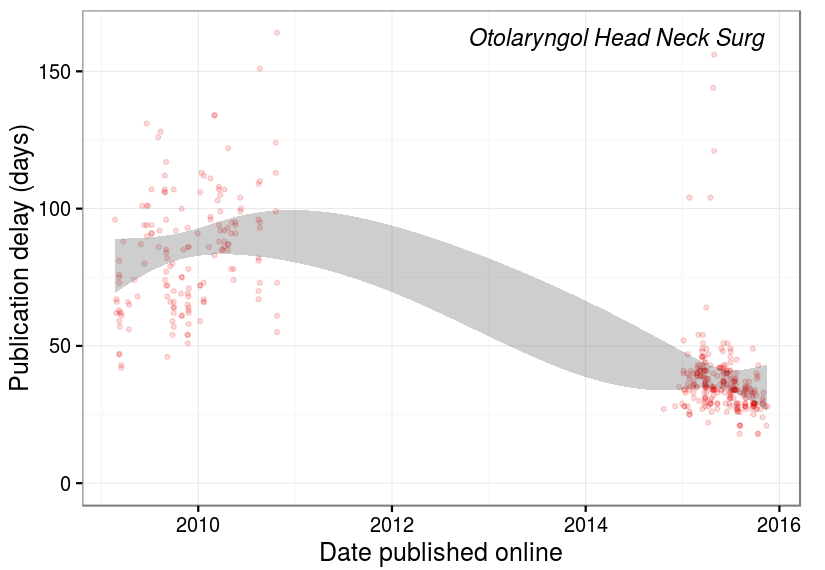 Otolaryngol Head Neck Surg
Publication delay (days)
150
100
50
0
2010
2012
2014
2016
Date published online